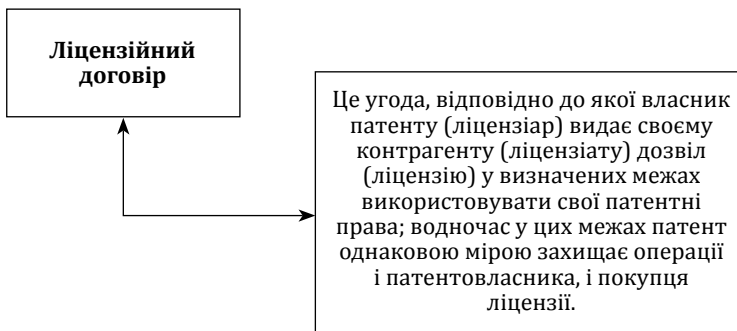 Ліцензійний
договір
Це угода, відповідно до якої власник
патенту (ліцензіар) видає своєму
контрагенту (ліцензіату) дозвіл
(ліцензію) у визначених межах
використовувати свої патентні
права; водночас у цих межах патент
однаковою мірою захищає операції
і патентовласника, і покупця
ліцензії.